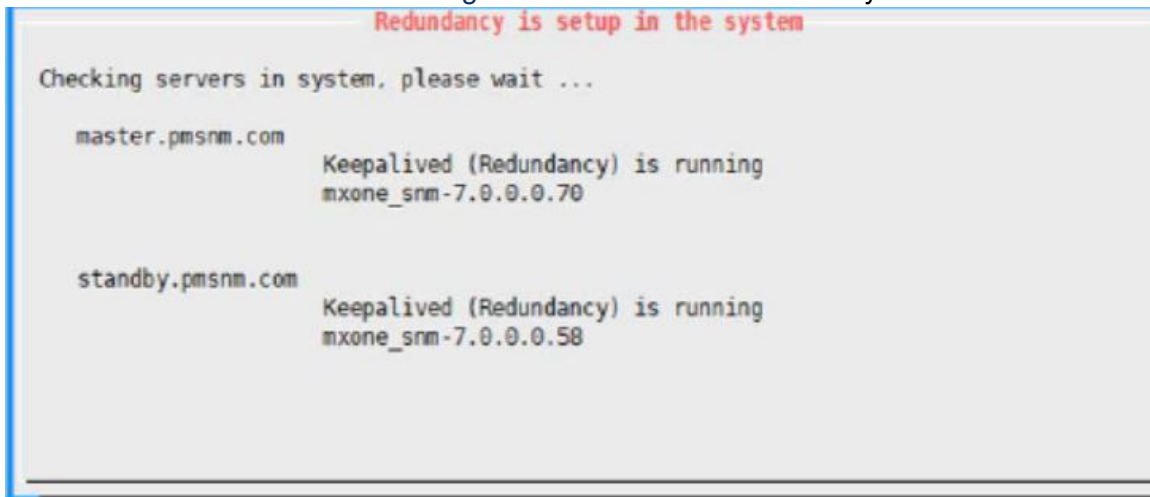 Redundancy is setup in the system
Checking servers in system, please wait ...
master.pmsnm.com
Keepalived (Redundancy) is running
mxone_snm-7.0.0.0.70
standby.pmsnm.com
Keepalived (Redundancy) is running
mxone_snm-7.0.0.0.58